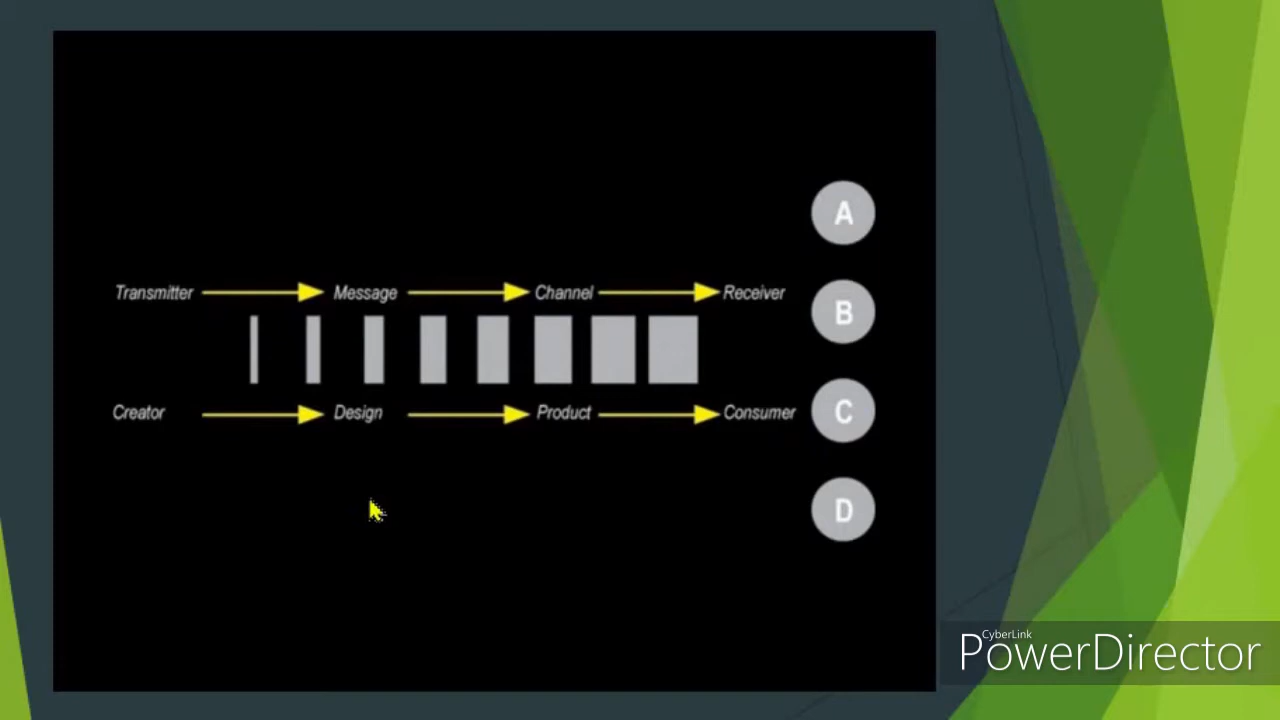 A
Transmitter Message Channel Receiver
B
Creator Design Product Consumer
C
D
CyberLink
PowerDirector